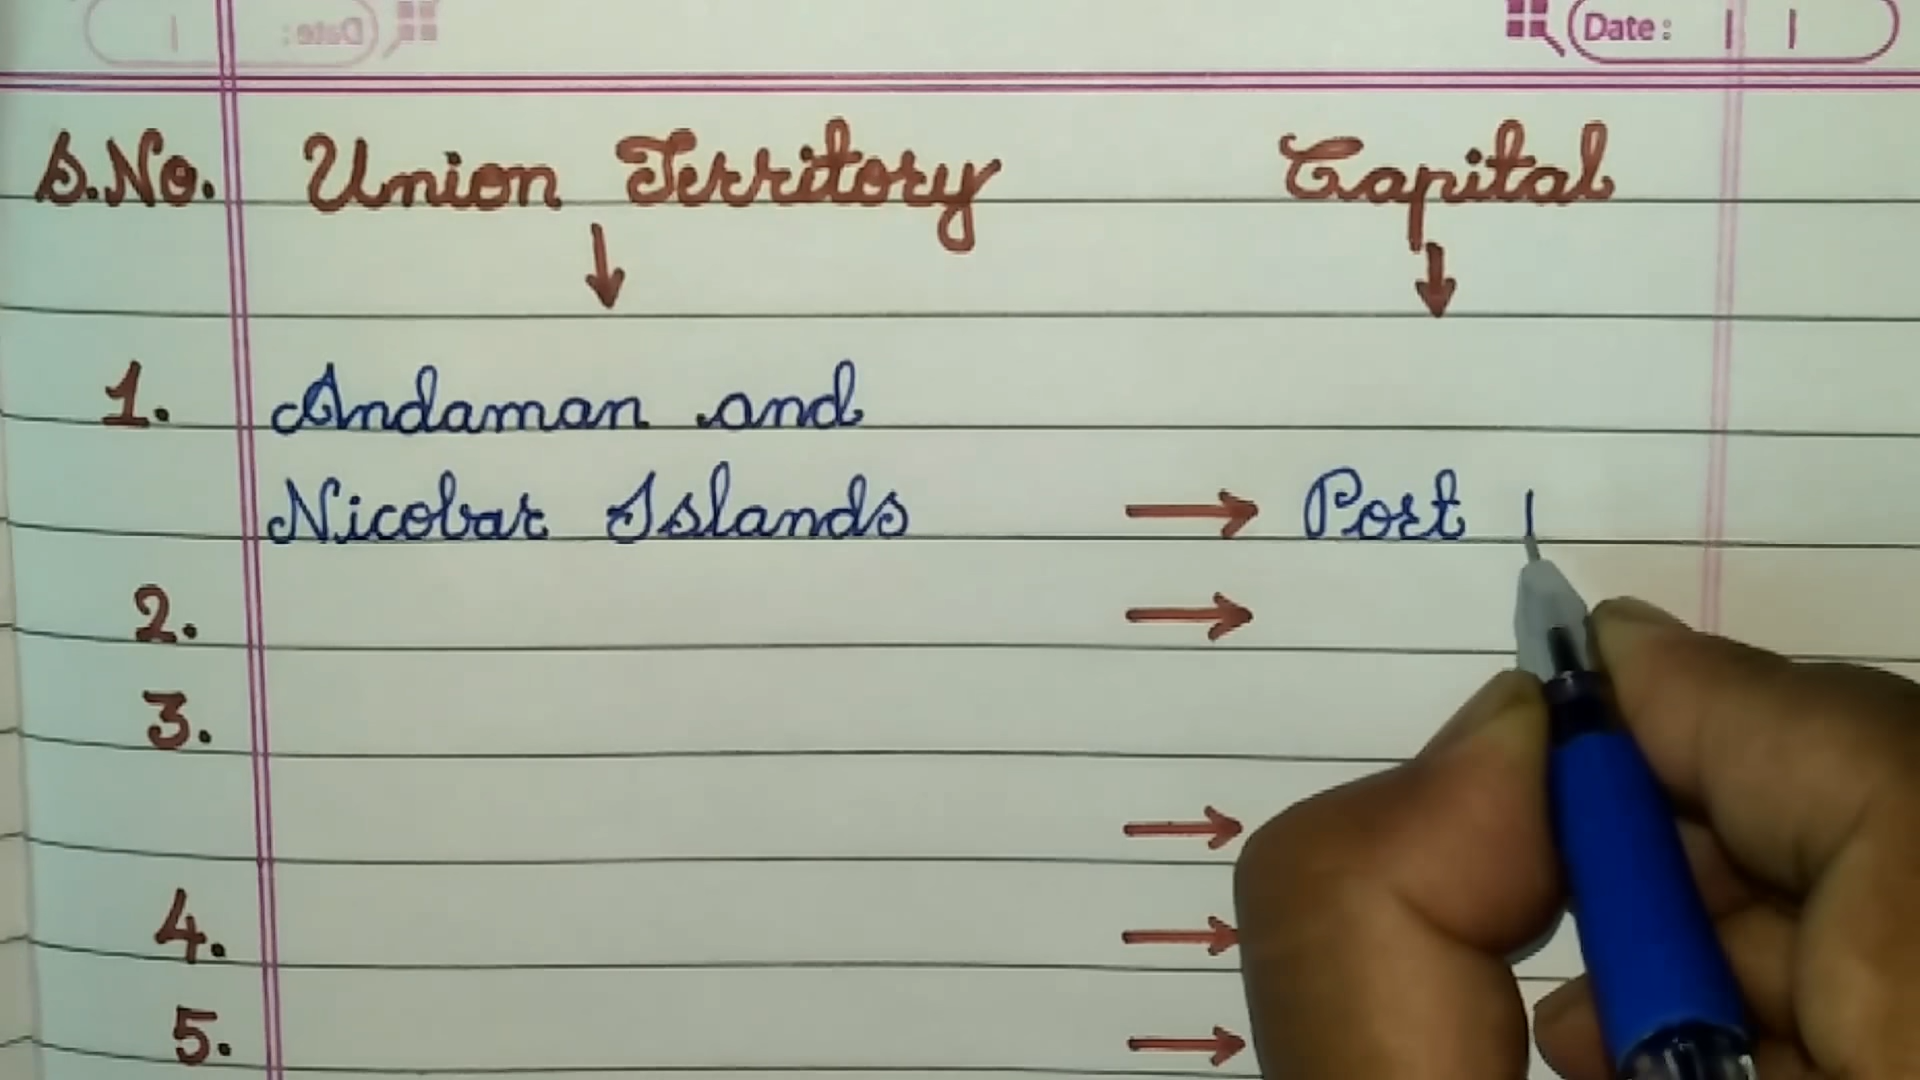 Date:
S.No. Union Territory Capital
1. Andaman and
Nicobar Islands → Port
2. →
3.
→
4. →
5. →